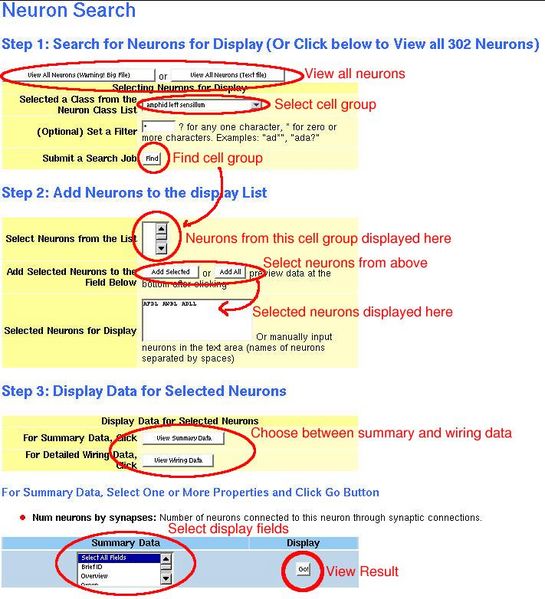 Neuron Search
Step 1: Search for Neurons for Display (Or Click below to View all 302 Neurons)
View All Neurons (Warning! Big File) or View All Neurons (Text file) View all neurons
Selecting Neurons for Display
Selected a Class from the
Neuron Class List
amphid left sensillum Select cell group
(Optional) Set a Filter * ? for any one character, * for zero or
more characters. Examples: "ad*", "ada?"
Submit a Search Job Find Find cell group
Step 2: Add Neurons to the display List
Select Neurons from the List Neurons from this cell group displayed here
Select neurons from above
Add Selected Neurons to the
Field Below
Add Selected or Add All preview data at the
bottom after clicking
Selected Neurons for Display
Selected neurons displayed here
Or manually input
neurons in the text area (names of neurons
separated by spaces)
Step 3: Display Data for Selected Neurons
Display Data for Selected Neurons
For Summary Data, Click View Summary Data Choose between summary and wiring data
For Detailed Wiring Data,
Click
View Wiring Data
For Summary Data, Select One or More Properties and Click Go Button
Num neurons by synapses: Number of neurons connected to this neuron through synaptic connections.
Select display fields
Summary Data Display
Select All Fields
Brief ID
Overview
Go! View Result